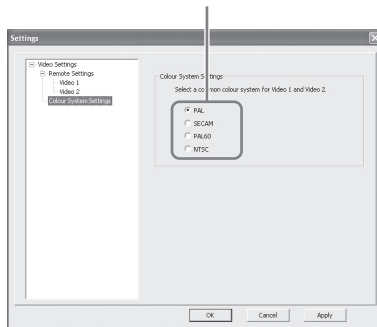 Settings
Video Settings
Remote Settings
Video 1
Video 2
Colour System Settings
Colour System Settings
Select a common colour system for Video 1 and Video 2.
PAL
SECAM
PAL60
NTSC
OK
Cancel
Apply